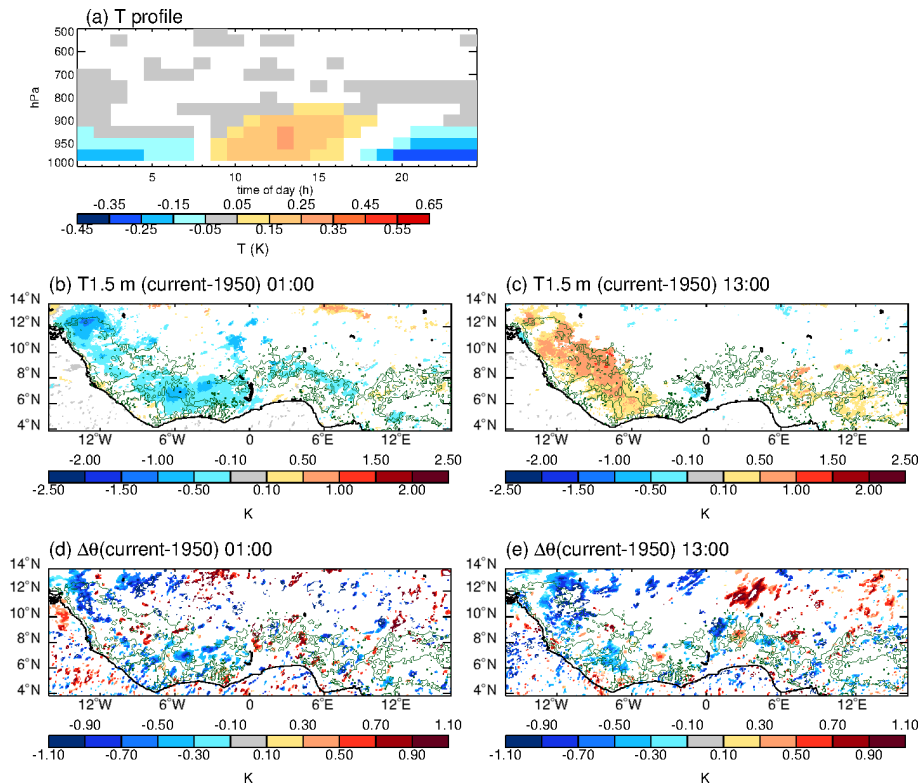 (a) T profile
500
600
700
800
900
950
1000
hPa
5 10 15 20
time of day (h)
-0.35 -0.15 0.05 0.25 0.45 0.65
-0.45 -0.25 -0.05 0.15 0.35 0.55
T (K)
(b) T1.5 m (current-1950) 01:00
14°N
12°N
10°N
8°N
6°N
4°N
12°W 6°W 0 6°E 12°E
-2.00 -1.00 -0.10 0.50 1.50 2.50
-2.50 -1.50 -0.50 0.10 1.00 2.00
K
(c) T1.5 m (current-1950) 13:00
14°N
12°N
10°N
8°N
6°N
4°N
12°W 6°W 0 6°E 12°E
-2.00 -1.00 -0.10 0.50 1.50 2.50
-2.50 -1.50 -0.50 0.10 1.00 2.00
K
(d) Δθ(current-1950) 01:00
14°N
12°N
10°N
8°N
6°N
4°N
-0.90 -0.50 -0.10 0.30 0.70 1.10
-1.10 -0.70 -0.30 0.10 0.50 0.90
K
(e) Δθ(current-1950) 13:00
14°N
12°N
10°N
8°N
6°N
4°N
-0.90 -0.50 -0.10 0.30 0.70 1.10
-1.10 -0.70 -0.30 0.10 0.50 0.90
K